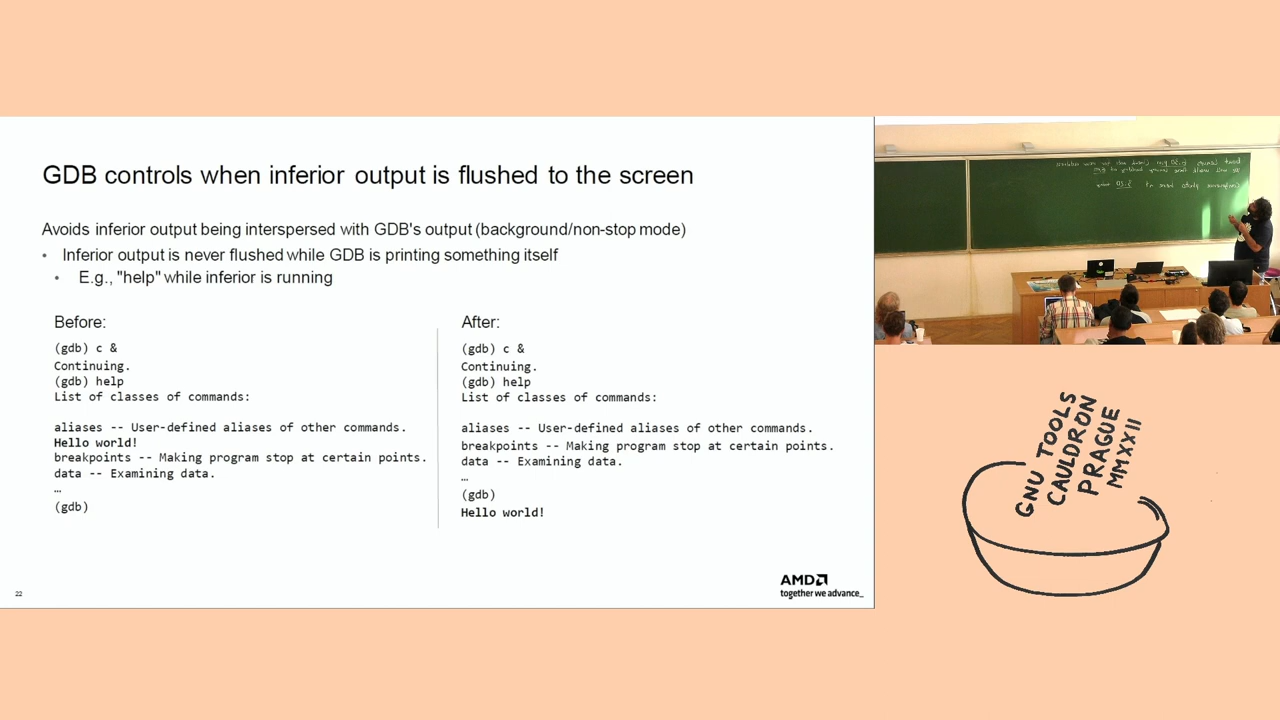 GDB controls when inferior output is flushed to the screen
Avoids inferior output being interspersed with GDB's output (background/non-stop mode)
• Inferior output is never flushed while GDB is printing something itself
• E.g., "help" while inferior is running
Before:
(gdb) c &
Continuing.
(gdb) help
List of classes of commands:
aliases -- User-defined aliases of other commands.
Hello world!
breakpoints -- Making program stop at certain points.
data -- Examining data.
…
(gdb)
After:
(gdb) c &
Continuing.
(gdb) help
List of classes of commands:
aliases -- User-defined aliases of other commands.
breakpoints -- Making program stop at certain points.
data -- Examining data.
…
(gdb)
Hello world!
22
AMD
together we advance_
GNU TOOLS
CAULDRON
PRAGUE
MMXXII